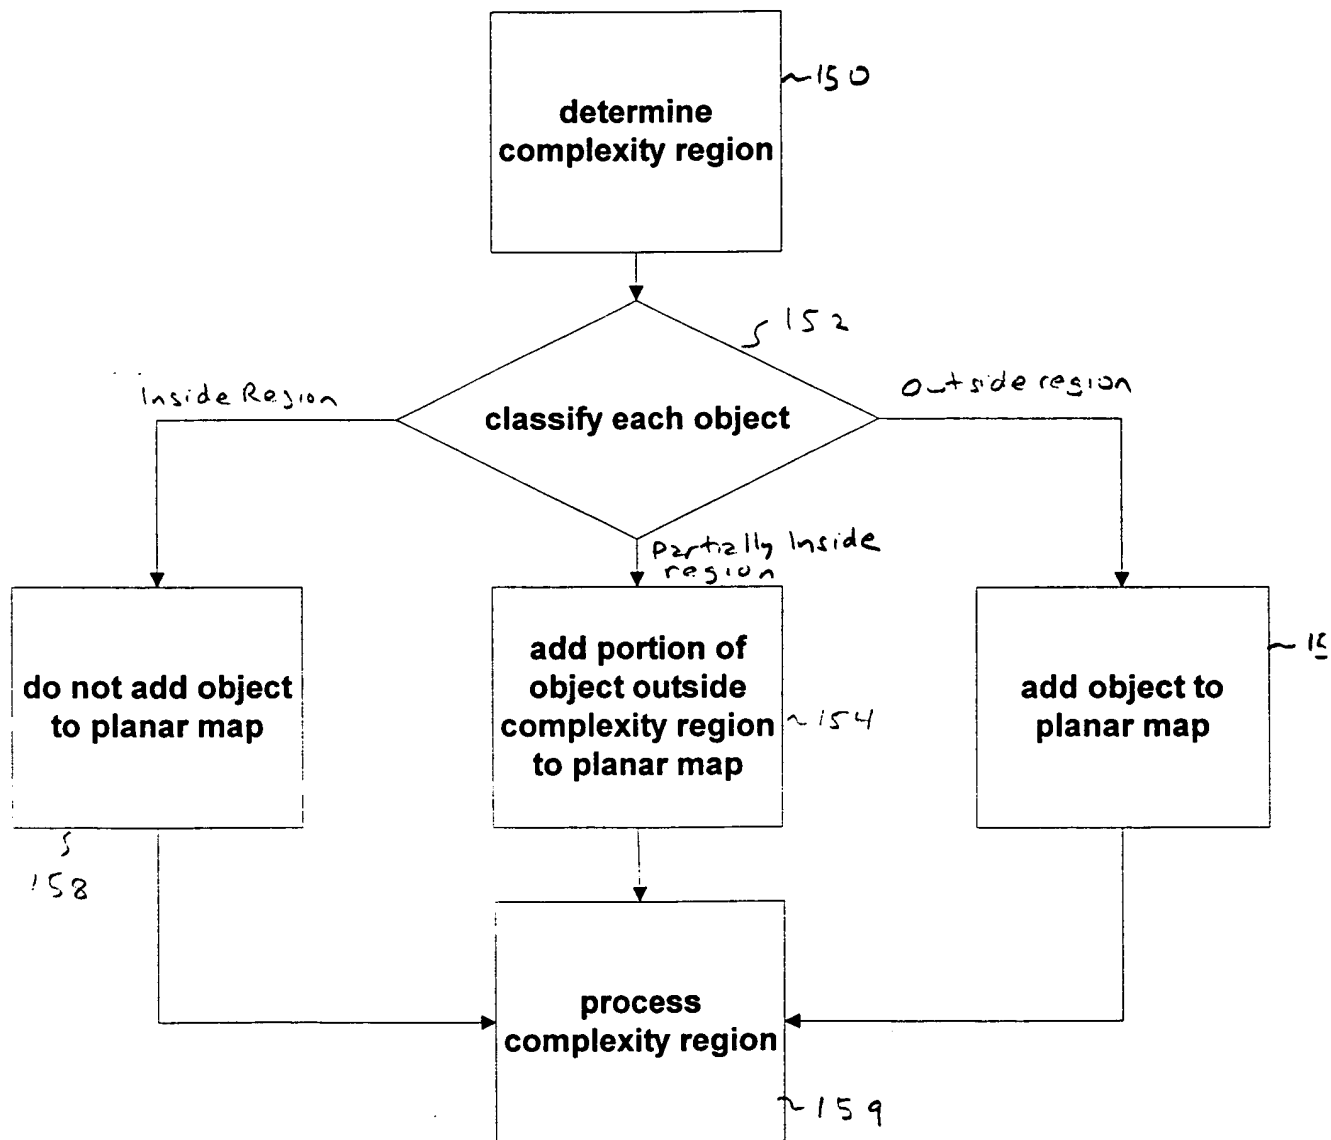 determine
complexity region
~150
152
Inside Region
Outside region
classify each object
Partially Inside
region
do not add object
to planar map
add portion of
object outside
complexity region
to planar map
~154
add object to
planar map
158
process
complexity region
~159